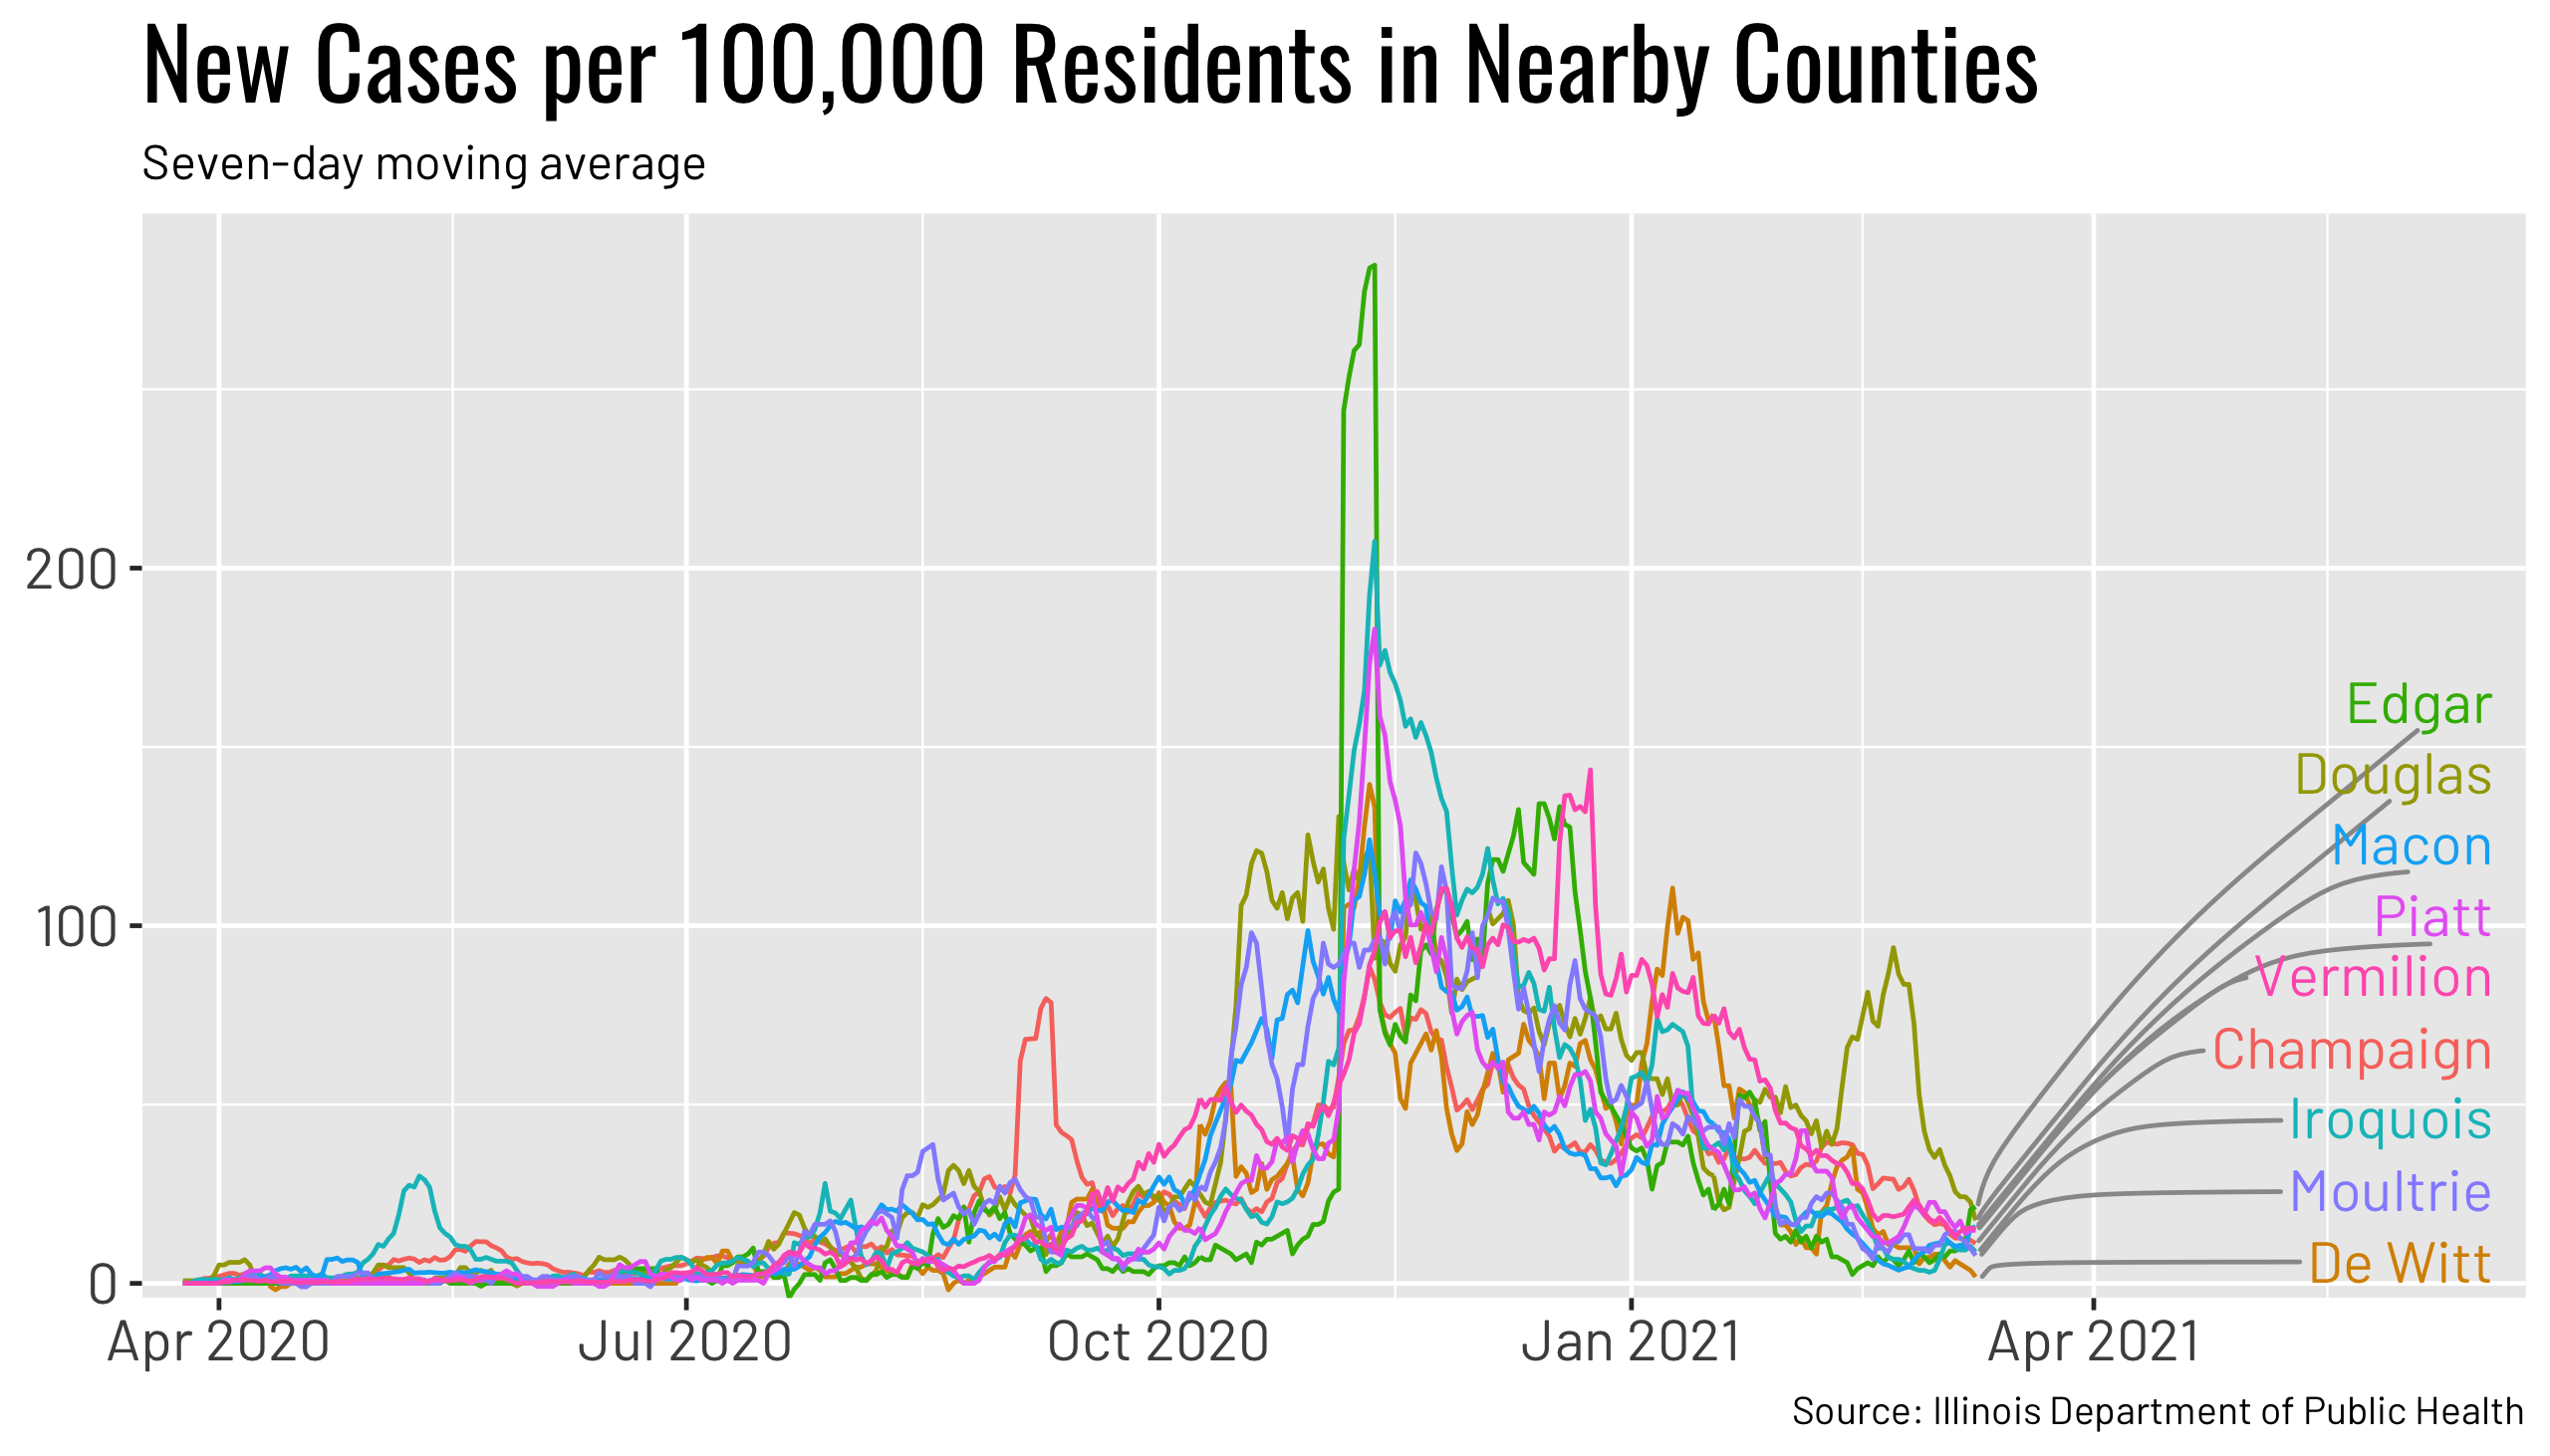 New Cases per 100,000 Residents in Nearby Counties
Seven-day moving average
200
100
0
Edgar
Douglas
Macon
Piatt
Vermilion
Champaign
Iroquois
Moultrie
De Witt
Apr 2020 Jul 2020 Oct 2020 Jan 2021 Apr 2021
Source: Illinois Department of Public Health